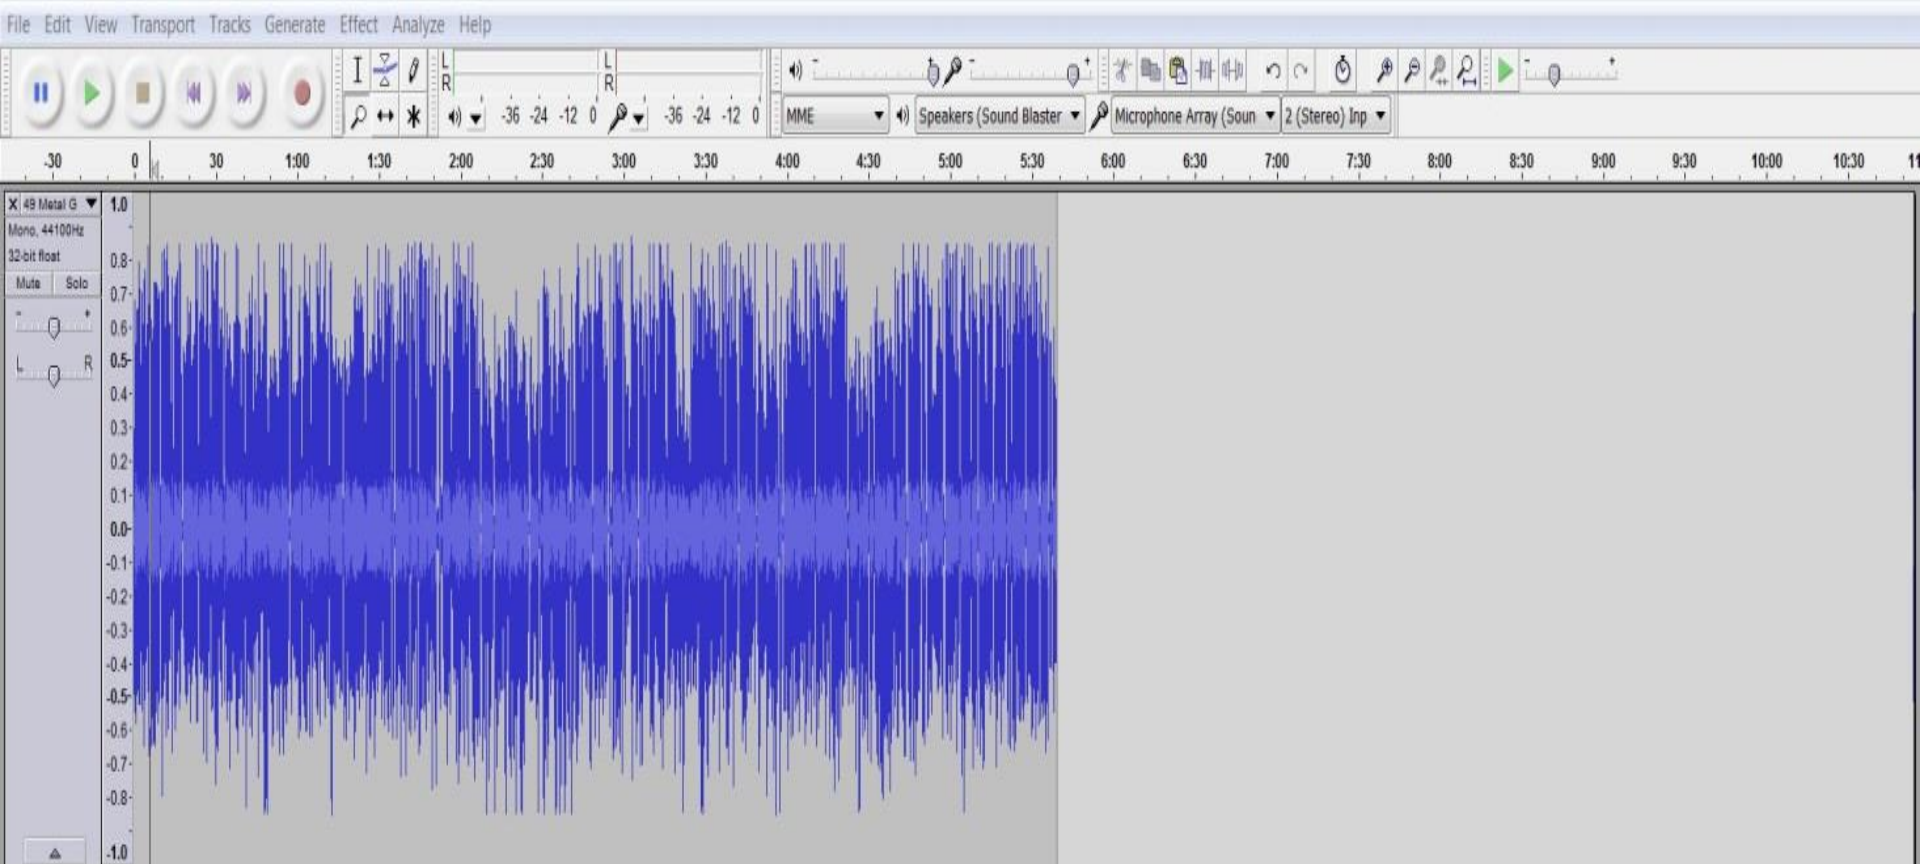 File Edit View Transport Tracks Generate Effect Analyze Help
L L
R R
-36 -24 -12 0 -36 -24 -12 0
MME Speakers (Sound Blaster Microphone Array (Soun 2 (Stereo) Inp
-30 0 30 1:00 1:30 2:00 2:30 3:00 3:30 4:00 4:30 5:00 5:30 6:00 6:30 7:00 7:30 8:00 8:30 9:00 9:30 10:00 10:30 11
X 49 Metal G
Mono, 44100Hz
32-bit float
Mute Solo
- +
L R
1.0
0.8
0.7
0.6
0.5
0.4
0.3
0.2
0.1
0.0
-0.1
-0.2
-0.3
-0.4
-0.5
-0.6
-0.7
-0.8
-1.0